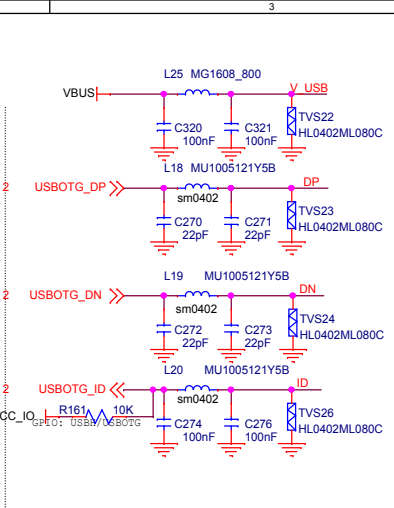 3
L25 MG1608_800
VBUS
V_USB
C320
100nF
C321
100nF
TVS22
HL0402ML080C
L18 MU1005121Y5B
2 USBOTG_DP
DP
sm0402
C270
22pF
C271
22pF
TVS23
HL0402ML080C
L19 MU1005121Y5B
2 USBOTG_DN
DN
sm0402
C272
22pF
C273
22pF
TVS24
HL0402ML080C
L20 MU1005121Y5B
2 USBOTG_ID
ID
sm0402
CC_IO R161 10K
GPIO: USBH/USBOTG
C274
100nF
C276
100nF
TVS26
HL0402ML080C